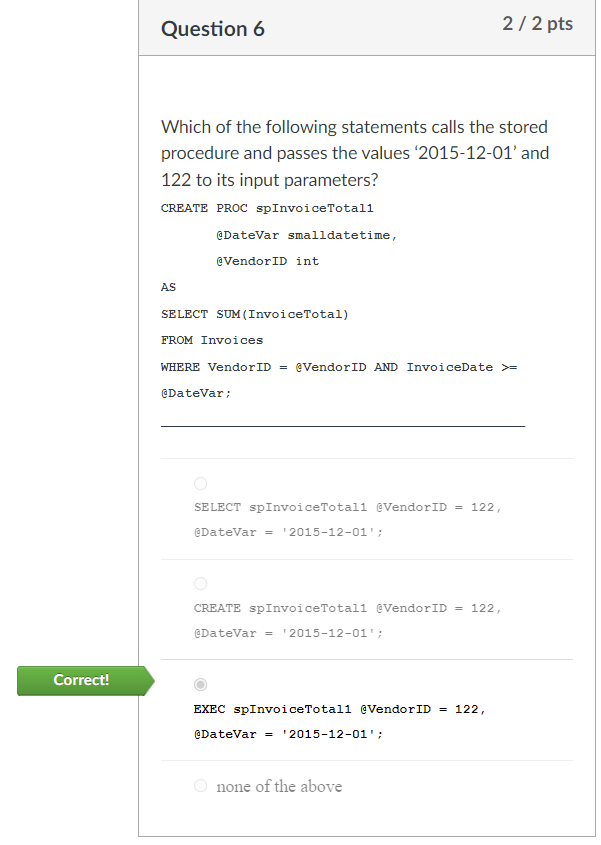 Question 6
2 / 2 pts
Which of the following statements calls the stored
procedure and passes the values ‘2015-12-01’ and
122 to its input parameters?
CREATE PROC spInvoiceTotal1
@DateVar smalldatetime,
@VendorID int
AS
SELECT SUM(InvoiceTotal)
FROM Invoices
WHERE VendorID = @VendorID AND InvoiceDate >=
@DateVar;
SELECT spInvoiceTotal1 @VendorID = 122,
@DateVar = '2015-12-01';
CREATE spInvoiceTotal1 @VendorID = 122,
@DateVar = '2015-12-01';
Correct!
EXEC spInvoiceTotal1 @VendorID = 122,
@DateVar = '2015-12-01';
none of the above